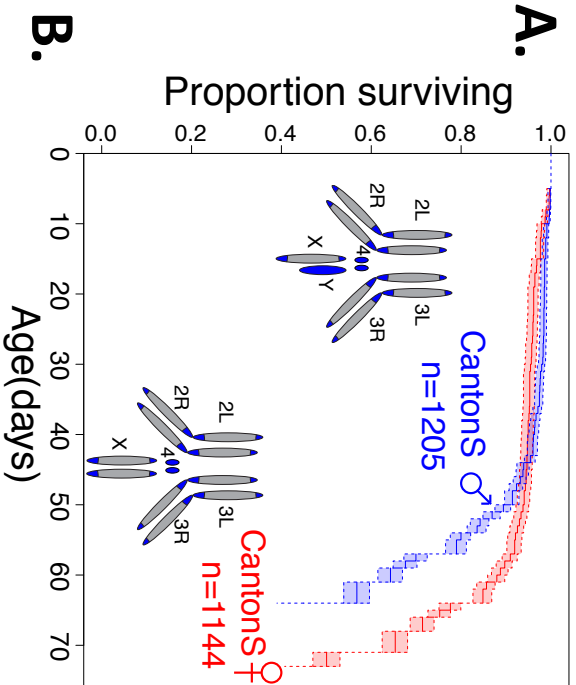 A.
B.
Proportion surviving
0.0 0.2 0.4 0.6 0.8 1.0
0 10 20 30 40 50 60 70
Age(days)
CantonS ♂
n=1205
CantonS ♀
n=1144
2L 3L
2R 3R
4
X Y
2L 3L
2R 3R
4
X